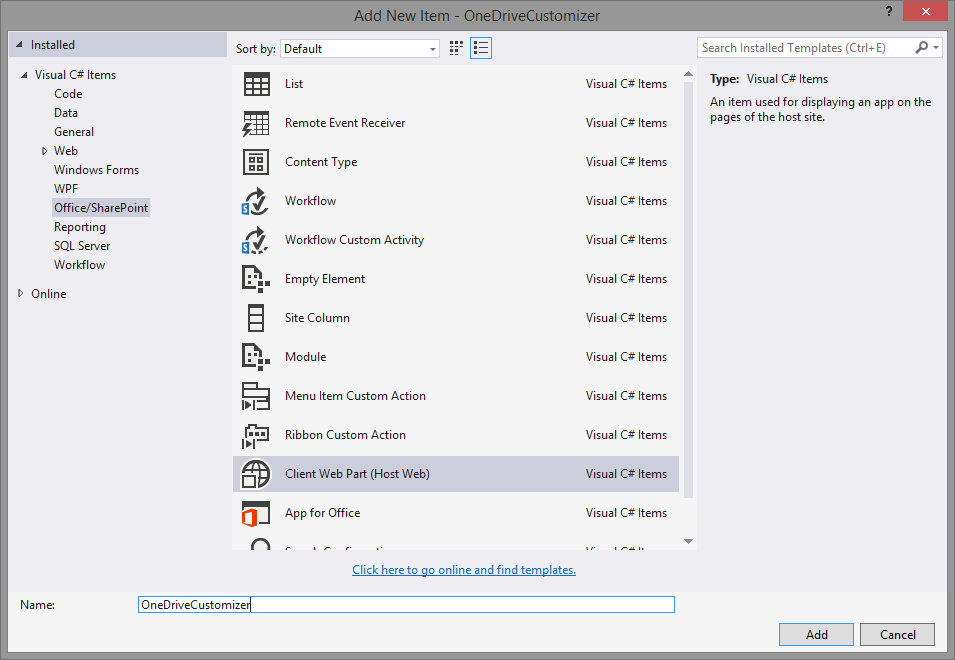 Add New Item - OneDriveCustomizer
?
Installed
Sort by: Default
Search Installed Templates (Ctrl+E)
Visual C# Items
Code
Data
General
Web
Windows Forms
WPF
Office/SharePoint
Reporting
SQL Server
Workflow
Online
List Visual C# Items
Remote Event Receiver Visual C# Items
Content Type Visual C# Items
Workflow Visual C# Items
Workflow Custom Activity Visual C# Items
Empty Element Visual C# Items
Site Column Visual C# Items
Module Visual C# Items
Menu Item Custom Action Visual C# Items
Ribbon Custom Action Visual C# Items
Client Web Part (Host Web) Visual C# Items
App for Office Visual C# Items
Type: Visual C# Items
An item used for displaying an app on the
pages of the host site.
Click here to go online and find templates.
Name: OneDriveCustomizer
Add Cancel